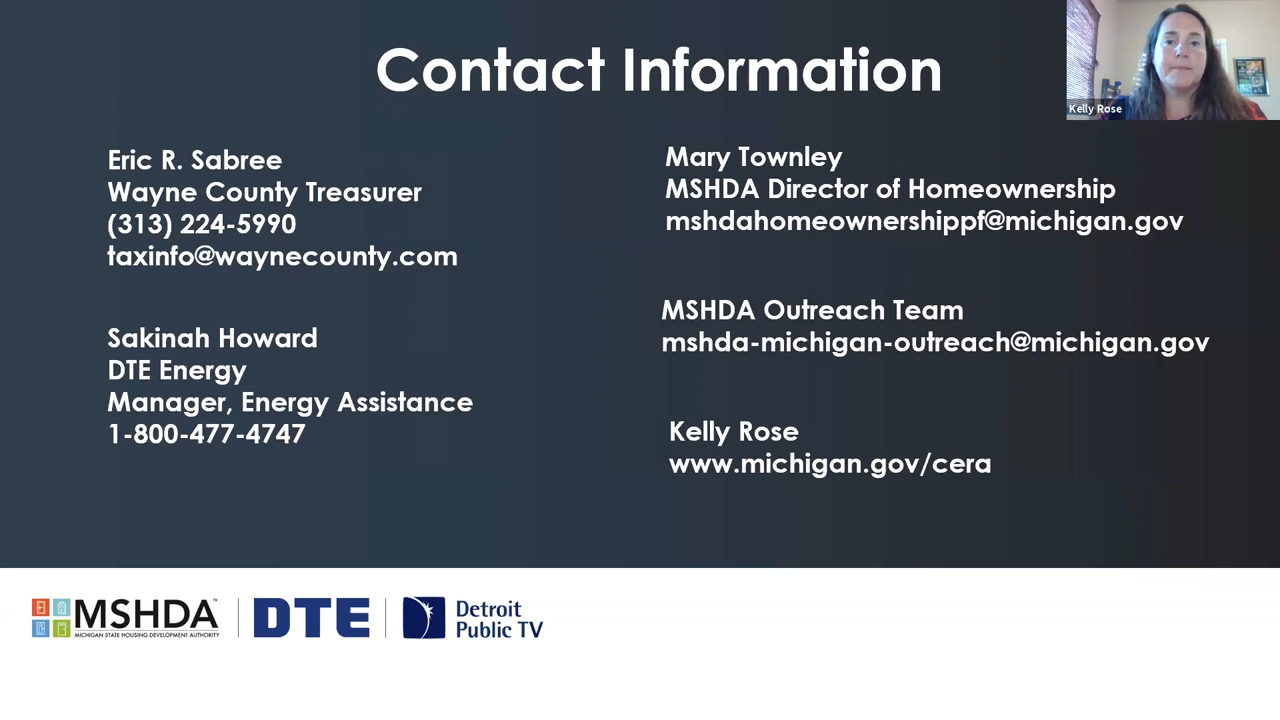 Contact Information
Kelly Rose
Eric R. Sabree
Wayne County Treasurer
(313) 224-5990
taxinfo@waynecounty.com
Sakinah Howard
DTE Energy
Manager, Energy Assistance
1-800-477-4747
Mary Townley
MSHDA Director of Homeownership
mshdahomeownershippf@michigan.gov
MSHDA Outreach Team
mshda-michigan-outreach@michigan.gov
Kelly Rose
www.michigan.gov/cera
MSHDA™
MICHIGAN STATE HOUSING DEVELOPMENT AUTHORITY
DTE
Detroit
Public TV